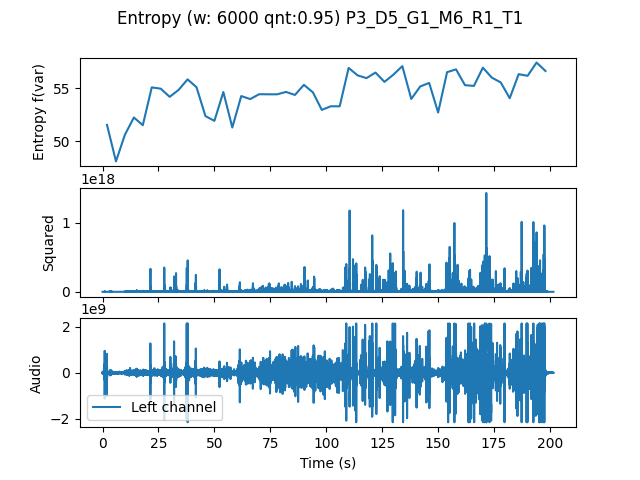 Entropy (w: 6000 qnt:0.95) P3_D5_G1_M6_R1_T1
Entropy f(var)
55
50
1e18
Squared
1
0
1e9
Audio
2
0
−2
Left channel
0
25
50
75
100
125
150
175
200
Time (s)